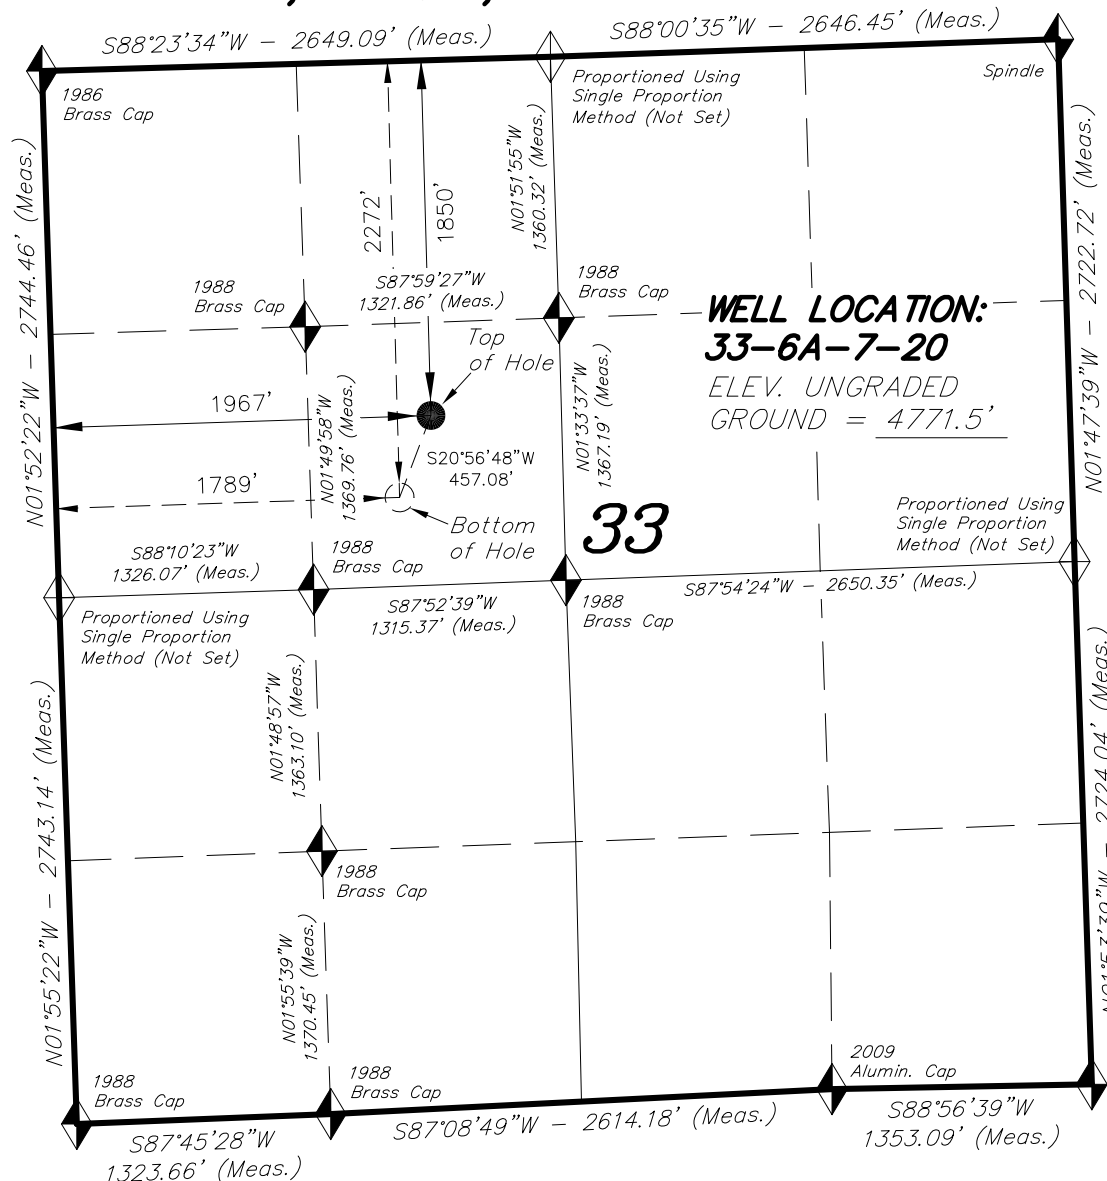 S88°23'34"W - 2649.09' (Meas.)
S88°00'35"W - 2646.45' (Meas.)
1986
Brass Cap
Proportioned Using
Single Proportion
Method (Not Set)
Spindle
N01°52'22"W - 2744.46' (Meas.)
N01°51'55"W
1360.32' (Meas.)
N01°47'39"W - 2722.72' (Meas.)
2272'
1850'
S87°59'27"W
1321.86' (Meas.)
1988
Brass Cap
1988
Brass Cap
WELL LOCATION:
33-6A-7-20
ELEV. UNGRADED
GROUND = 4771.5'
Top
of Hole
1967'
N01°49'58"W
1369.76' (Meas.)
N01°33'37"W
1367.19' (Meas.)
S20°56'48"W
457.08'
1789'
Bottom
of Hole
33
Proportioned Using
Single Proportion
Method (Not Set)
S88°10'23"W
1326.07' (Meas.)
1988
Brass Cap
S87°54'24"W - 2650.35' (Meas.)
S87°52'39"W
1315.37' (Meas.)
1988
Brass Cap
Proportioned Using
Single Proportion
Method (Not Set)
N01°48'57"W
1363.10' (Meas.)
N01°55'22"W - 2743.14' (Meas.)
N01°53'39"W - 2724.04' (Meas.)
1988
Brass Cap
N01°55'39"W
1370.45' (Meas.)
1988
Brass Cap
1988
Brass Cap
2009
Alumin. Cap
S87°45'28"W
1323.66' (Meas.)
S87°08'49"W - 2614.18' (Meas.)
S88°56'39"W
1353.09' (Meas.)